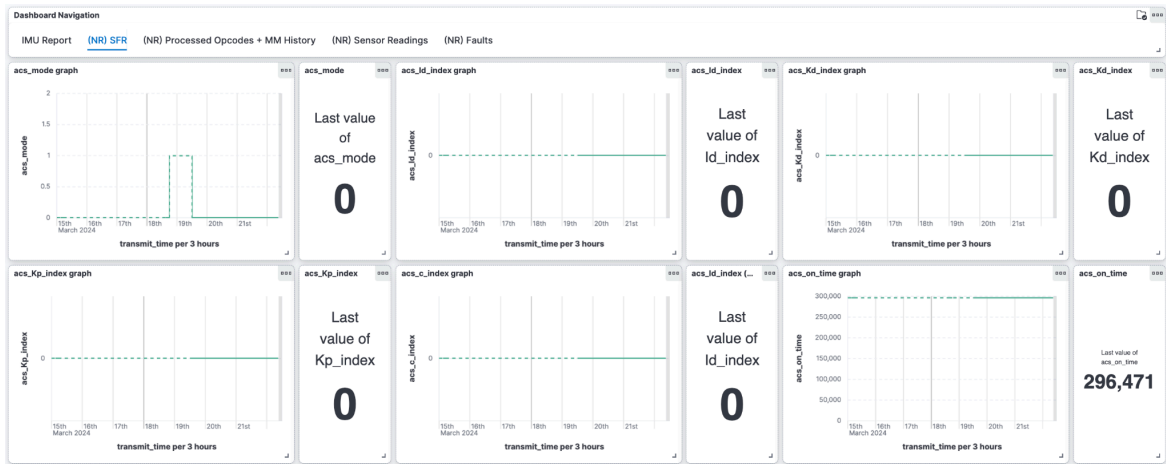 Dashboard Navigation
IMU Report (NR) SFR (NR) Processed Opcodes + MM History (NR) Sensor Readings (NR) Faults
acs_mode graph
acs_mode
2
1.5
1
0.5
0
15th 16th 17th 18th 19th 20th 21st
March 2024
transmit_time per 3 hours
acs_mode
Last value
of
acs_mode
0
acs_Id_index graph
acs_Id_index
0
15th 16th 17th 18th 19th 20th 21st
March 2024
transmit_time per 3 hours
acs_Id_index
Last
value of
Id_index
0
acs_Kd_index graph
acs_Kd_index
0
15th 16th 17th 18th 19th 20th 21st
March 2024
transmit_time per 3 hours
acs_Kd_index
Last
value of
Kd_index
0
acs_Kp_index graph
acs_Kp_index
0
15th 16th 17th 18th 19th 20th 21st
March 2024
transmit_time per 3 hours
acs_Kp_index
Last
value of
Kp_index
0
acs_c_index graph
acs_c_index
0
15th 16th 17th 18th 19th 20th 21st
March 2024
transmit_time per 3 hours
acs_Id_index (...
Last
value of
Id_index
0
acs_on_time graph
acs_on_time
300,000
250,000
200,000
150,000
100,000
50,000
0
15th 16th 17th 18th 19th 20th 21st
March 2024
transmit_time per 3 hours
acs_on_time
Last value of
acs_on_time
296,471